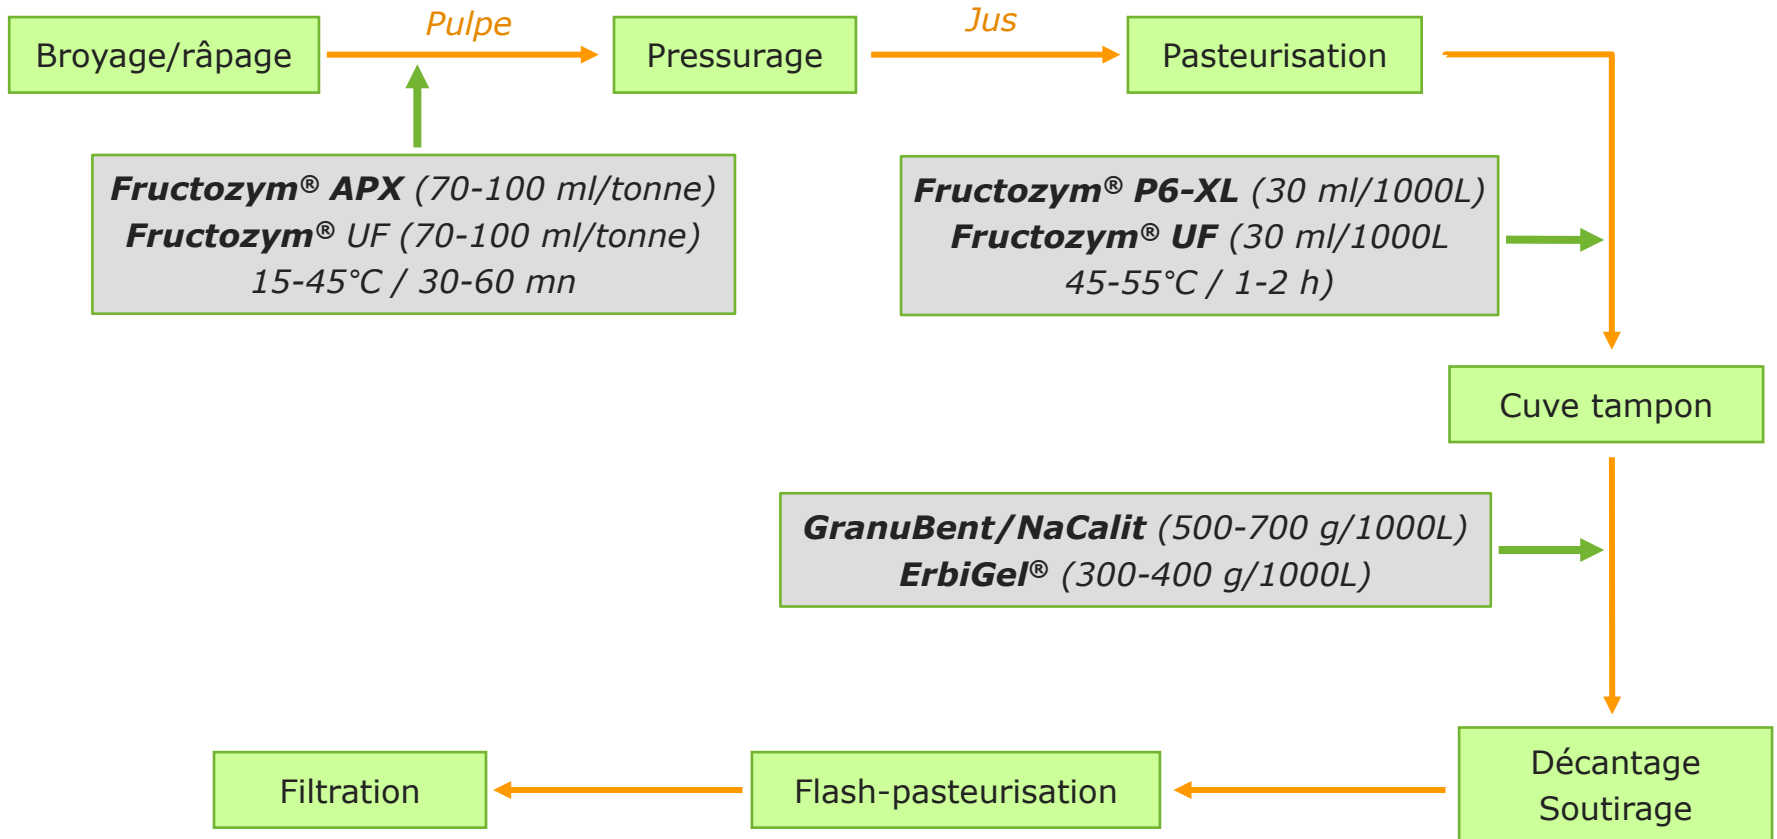 Pulpe
Jus
Broyage/râpage
Pressurage
Pasteurisation
Fructozym® APX (70-100 ml/tonne)
Fructozym® UF (70-100 ml/tonne)
15-45°C / 30-60 mn
Fructozym® P6-XL (30 ml/1000L)
Fructozym® UF (30 ml/1000L
45-55°C / 1-2 h)
Cuve tampon
GranuBent/NaCalit (500-700 g/1000L)
ErbiGel® (300-400 g/1000L)
Décantage
Soutirage
Flash-pasteurisation
Filtration